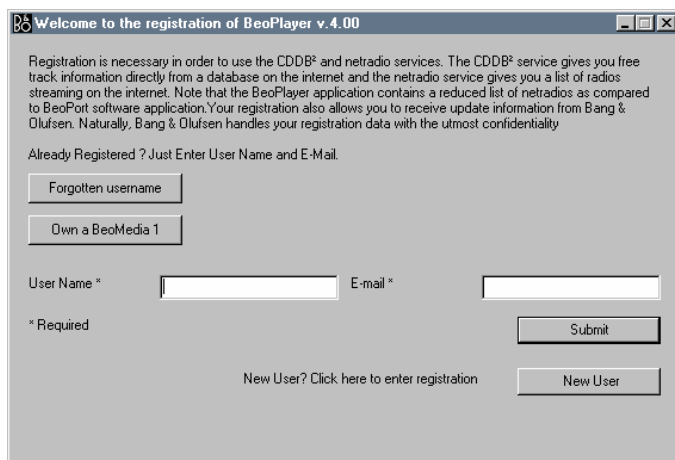 Welcome to the registration of BeoPlayer v.4.00
Registration is necessary in order to use the CDDB² and netradio services. The CDDB² service gives you free
track information directly from a database on the internet and the netradio service gives you a list of radios
streaming on the internet. Note that the BeoPlayer application contains a reduced list of netradios as compared
to BeoPort software application.Your registration also allows you to receive update information from Bang &
Olufsen. Naturally, Bang & Olufsen handles your registration data with the utmost confidentiality
Already Registered ? Just Enter User Name and E-Mail.
Forgotten username
Own a BeoMedia 1
User Name * E-mail *
* Required Submit
New User? Click here to enter registration New User